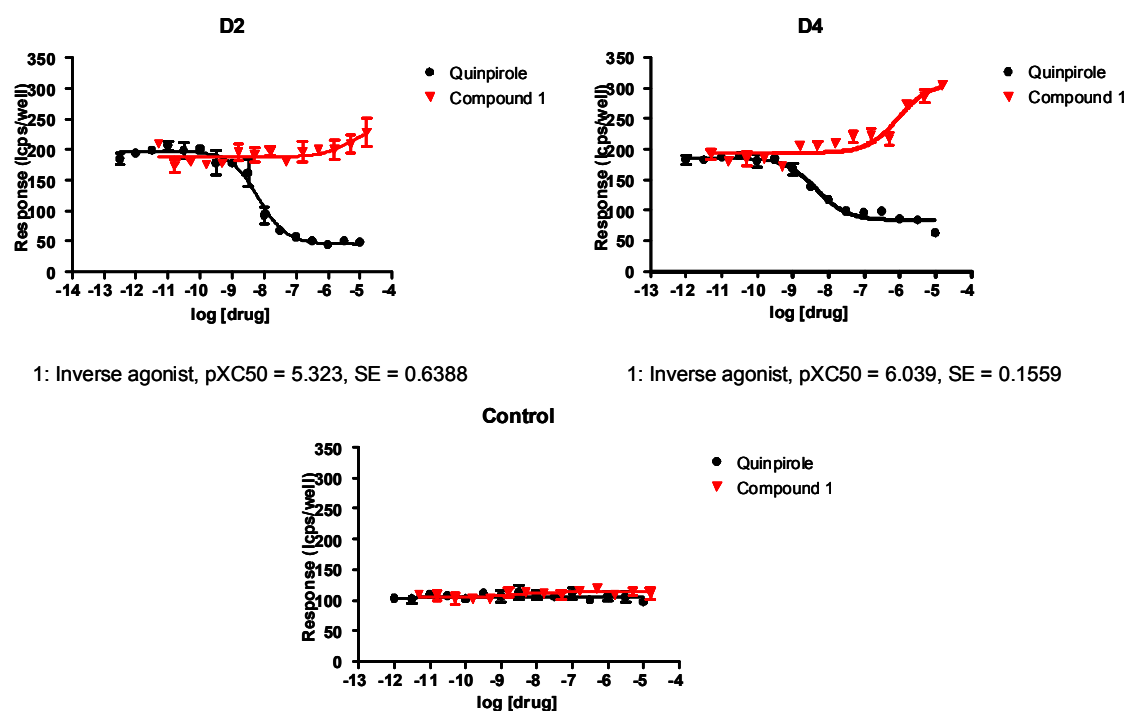 D2
350
300
250
200
150
100
50
0
Response (lcps/well)
-14 -13 -12 -11 -10 -9 -8 -7 -6 -5 -4
log [drug]
Quinpirole
Compound 1
D4
350
300
250
200
150
100
50
0
Response (lcps/well)
-13 -12 -11 -10 -9 -8 -7 -6 -5 -4
log [drug]
Quinpirole
Compound 1
1: Inverse agonist, pXC50 = 5.323, SE = 0.6388
1: Inverse agonist, pXC50 = 6.039, SE = 0.1559
Control
350
300
250
200
150
100
50
0
Response (lcps/well)
-13 -12 -11 -10 -9 -8 -7 -6 -5 -4
log [drug]
Quinpirole
Compound 1